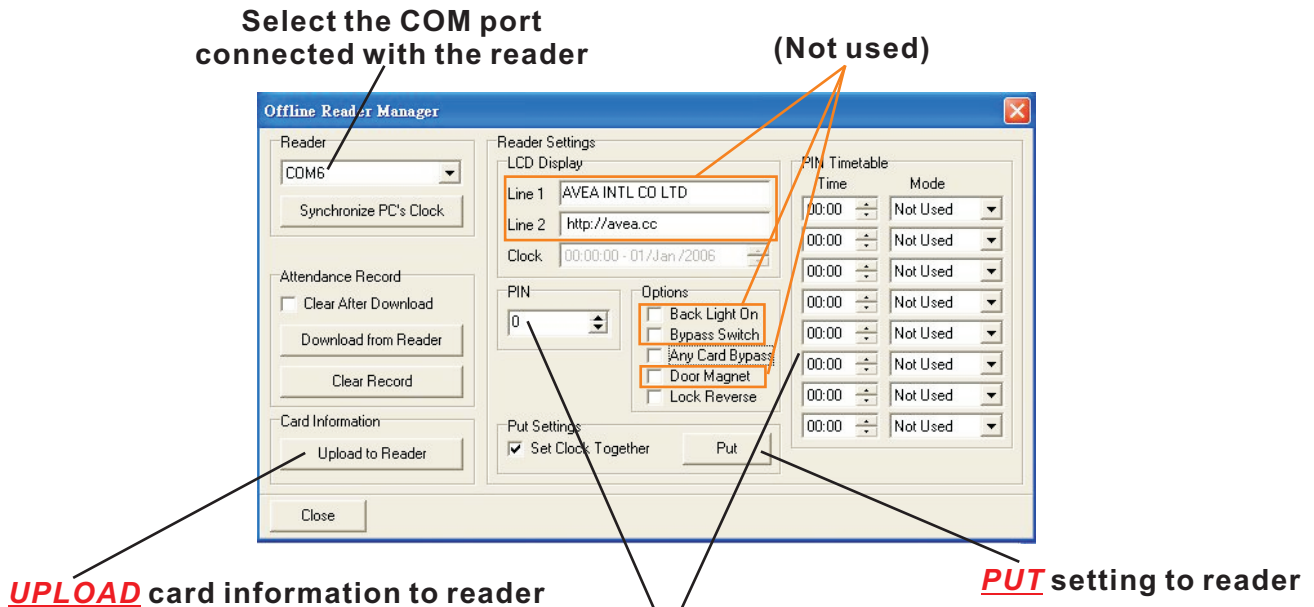 Select the COM port
connected with the reader
(Not used)
Offline Reader Manager
Reader
COM6
Synchronize PC's Clock
Attendance Record
Clear After Download
Download from Reader
Clear Record
Card Information
Upload to Reader
Close
Reader Settings
LCD Display
Line 1 AVEA INTL CO LTD
Line 2 http://avea.cc
Clock 00:00:00 - 01/Jan /2006
PIN
0
Options
Back Light On
Bypass Switch
Any Card Bypass
Door Magnet
Lock Reverse
Put Settings
Set Clock Together Put
PIN Timetable
Time Mode
00:00 Not Used
00:00 Not Used
00:00 Not Used
00:00 Not Used
00:00 Not Used
00:00 Not Used
00:00 Not Used
00:00 Not Used
UPLOAD card information to reader
PUT setting to reader